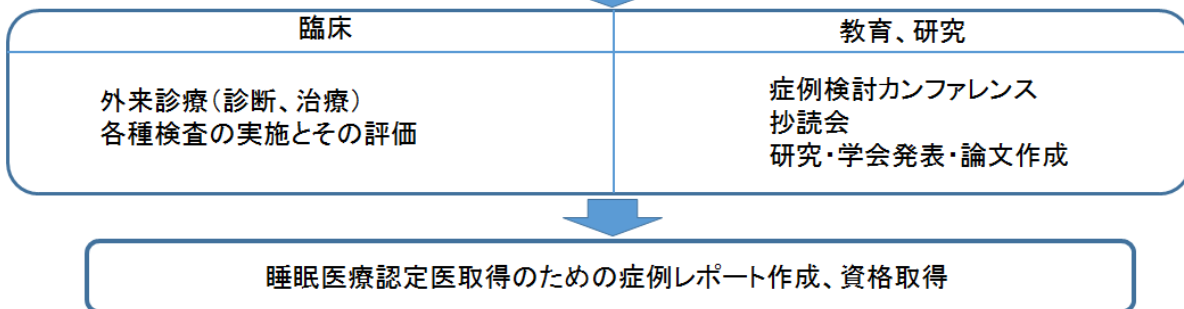 臨床
教育、研究
外来診療(診断、治療)
各種検査の実施とその評価
症例検討カンファレンス
抄読会
研究・学会発表・論文作成
睡眠医療認定医取得のための症例レポート作成、資格取得